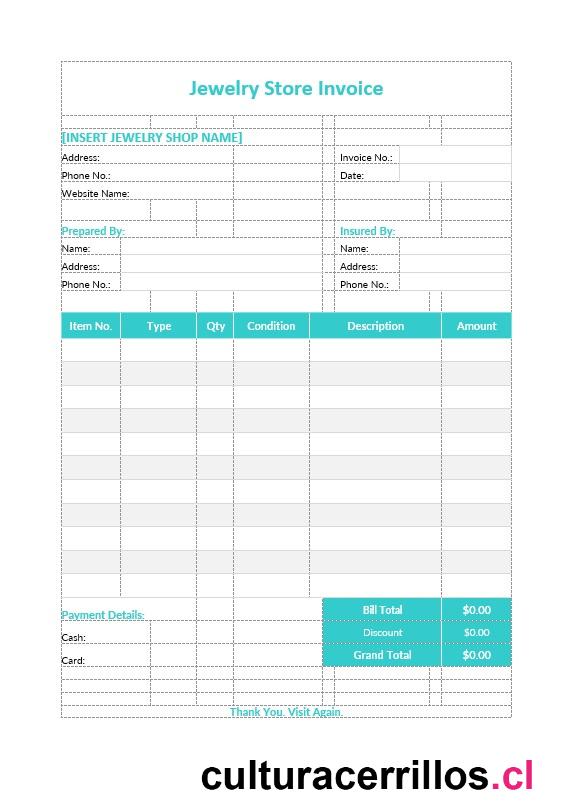 Jewelry Store Invoice
[INSERT JEWELRY SHOP NAME]
Address:
Invoice No.:
Phone No.:
Date:
Website Name:
Prepared By:
Insured By:
Name:
Name:
Address:
Address:
Phone No.:
Phone No.:
Item No. Type Qty Condition Description Amount
Payment Details:
Bill Total $0.00
Cash:
Discount $0.00
Card:
Grand Total $0.00
Thank You. Visit Again.
culturacerrillos.cl